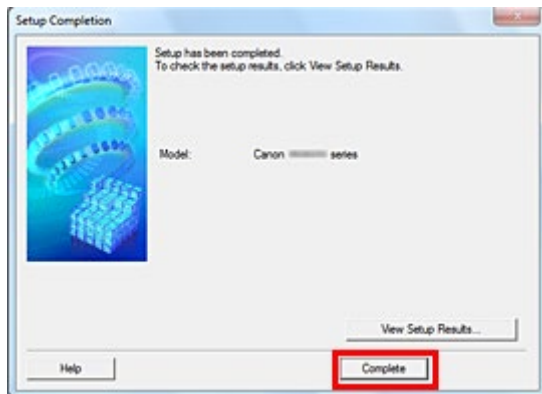 Setup Completion
Setup has been completed.
To check the setup results, click View Setup Results.
Model: Canon series
View Setup Results...
Help Complete